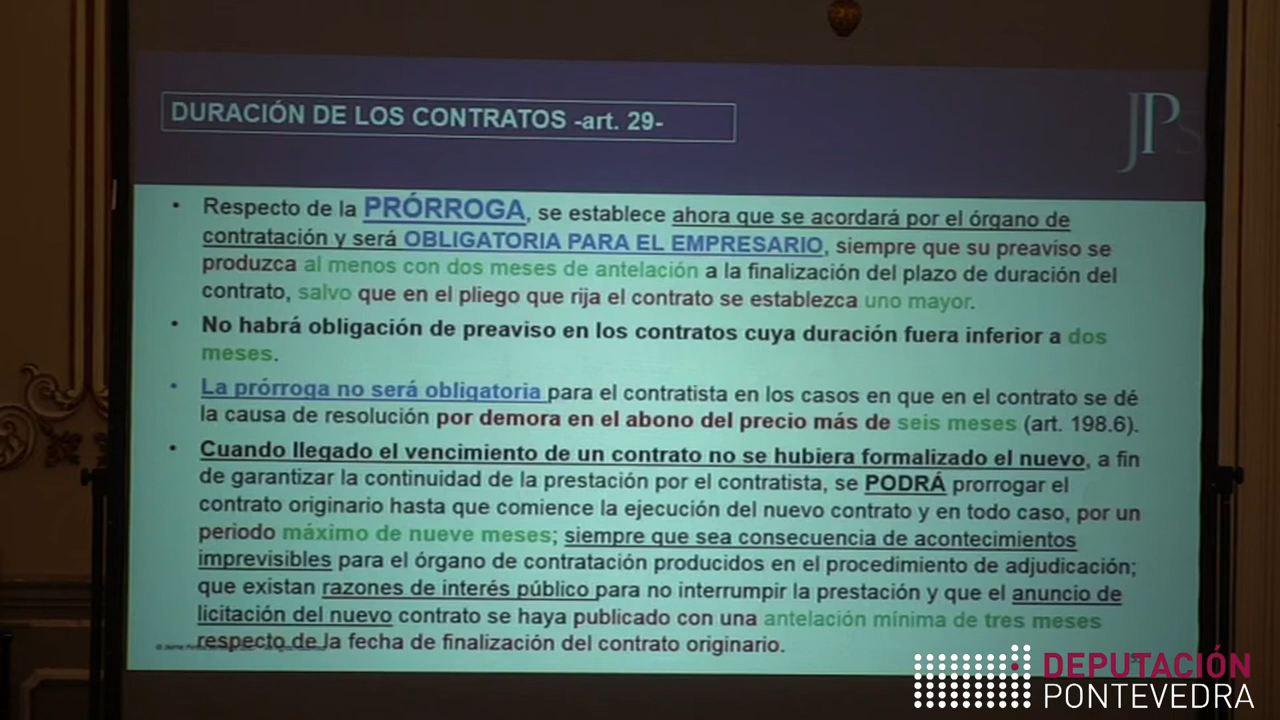 DURACIÓN DE LOS CONTRATOS -art. 29-
JPS
• Respecto de la PRÓRROGA, se establece ahora que se acordará por el órgano de
contratación y será OBLIGATORIA PARA EL EMPRESARIO, siempre que su preaviso se
produzca al menos con dos meses de antelación a la finalización del plazo de duración del
contrato, salvo que en el pliego que rija el contrato se establezca uno mayor.
• No habrá obligación de preaviso en los contratos cuya duración fuera inferior a dos
meses.
• La prórroga no será obligatoria para el contratista en los casos en que en el contrato se dé
la causa de resolución por demora en el abono del precio más de seis meses (art. 198.6).
• Cuando llegado el vencimiento de un contrato no se hubiera formalizado el nuevo, a fin
de garantizar la continuidad de la prestación por el contratista, se PODRÁ prorrogar el
contrato originario hasta que comience la ejecución del nuevo contrato y en todo caso, por un
periodo máximo de nueve meses; siempre que sea consecuencia de acontecimientos
imprevisibles para el órgano de contratación producidos en el procedimiento de adjudicación;
que existan razones de interés público para no interrumpir la prestación y que el anuncio de
licitación del nuevo contrato se haya publicado con una antelación mínima de tres meses
respecto de la fecha de finalización del contrato originario.
DEPUTACIÓN
PONTEVEDRA